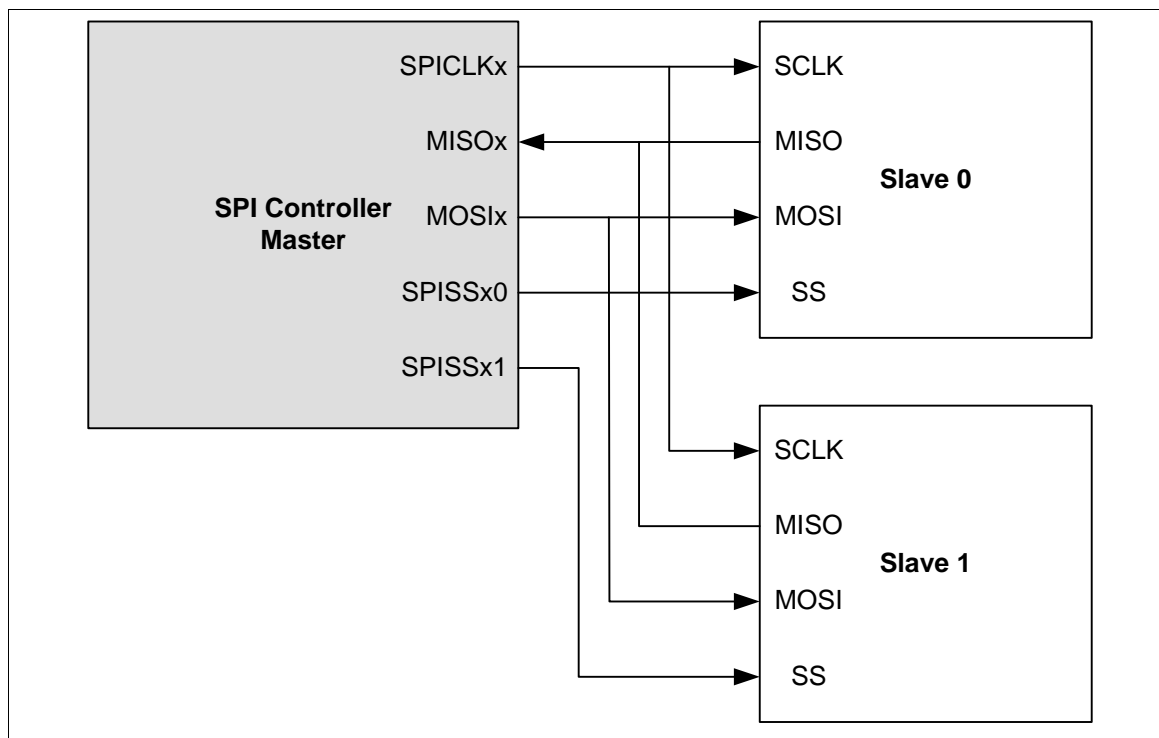 SPI Controller
Master
SPICLKx
MISOx
MOSIx
SPISSx0
SPISSx1
SCLK
MISO
MOSI
SS
Slave 0
SCLK
MISO
MOSI
SS
Slave 1